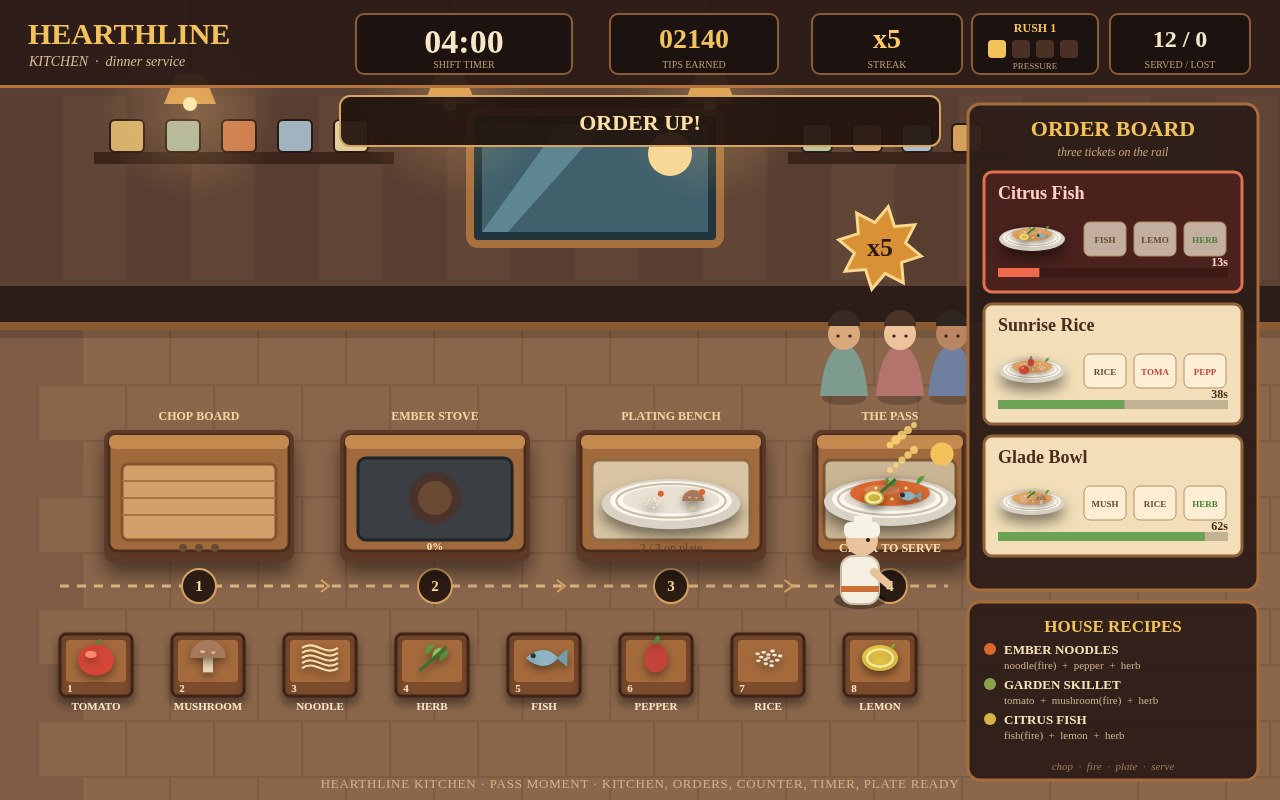 HEARTHLINE
KITCHEN · dinner service
04:00
SHIFT TIMER
02140
TIPS EARNED
x5
STREAK
RUSH 1
PRESSURE
12 / 0
SERVED / LOST
ORDER UP!
x5
ORDER BOARD
three tickets on the rail
Citrus Fish
FISH LEMO HERB
13s
Sunrise Rice
RICE TOMA PEPP
38s
Glade Bowl
MUSH RICE HERB
62s
CHOP BOARD
EMBER STOVE
PLATING BENCH
THE PASS
0%
2 / 3 on plate
TO SERVE
1
2
3
4
1
TOMATO
2
MUSHROOM
3
NOODLE
4
HERB
5
FISH
6
PEPPER
7
RICE
8
LEMON
HOUSE RECIPES
EMBER NOODLES
noodle(fire) + pepper + herb
GARDEN SKILLET
tomato + mushroom(fire) + herb
CITRUS FISH
fish(fire) + lemon + herb
chop · fire · plate · serve
HEARTHLINE KITCHEN · PASS MOMENT · KITCHEN, ORDERS, COUNTER, TIMER, PLATE READY